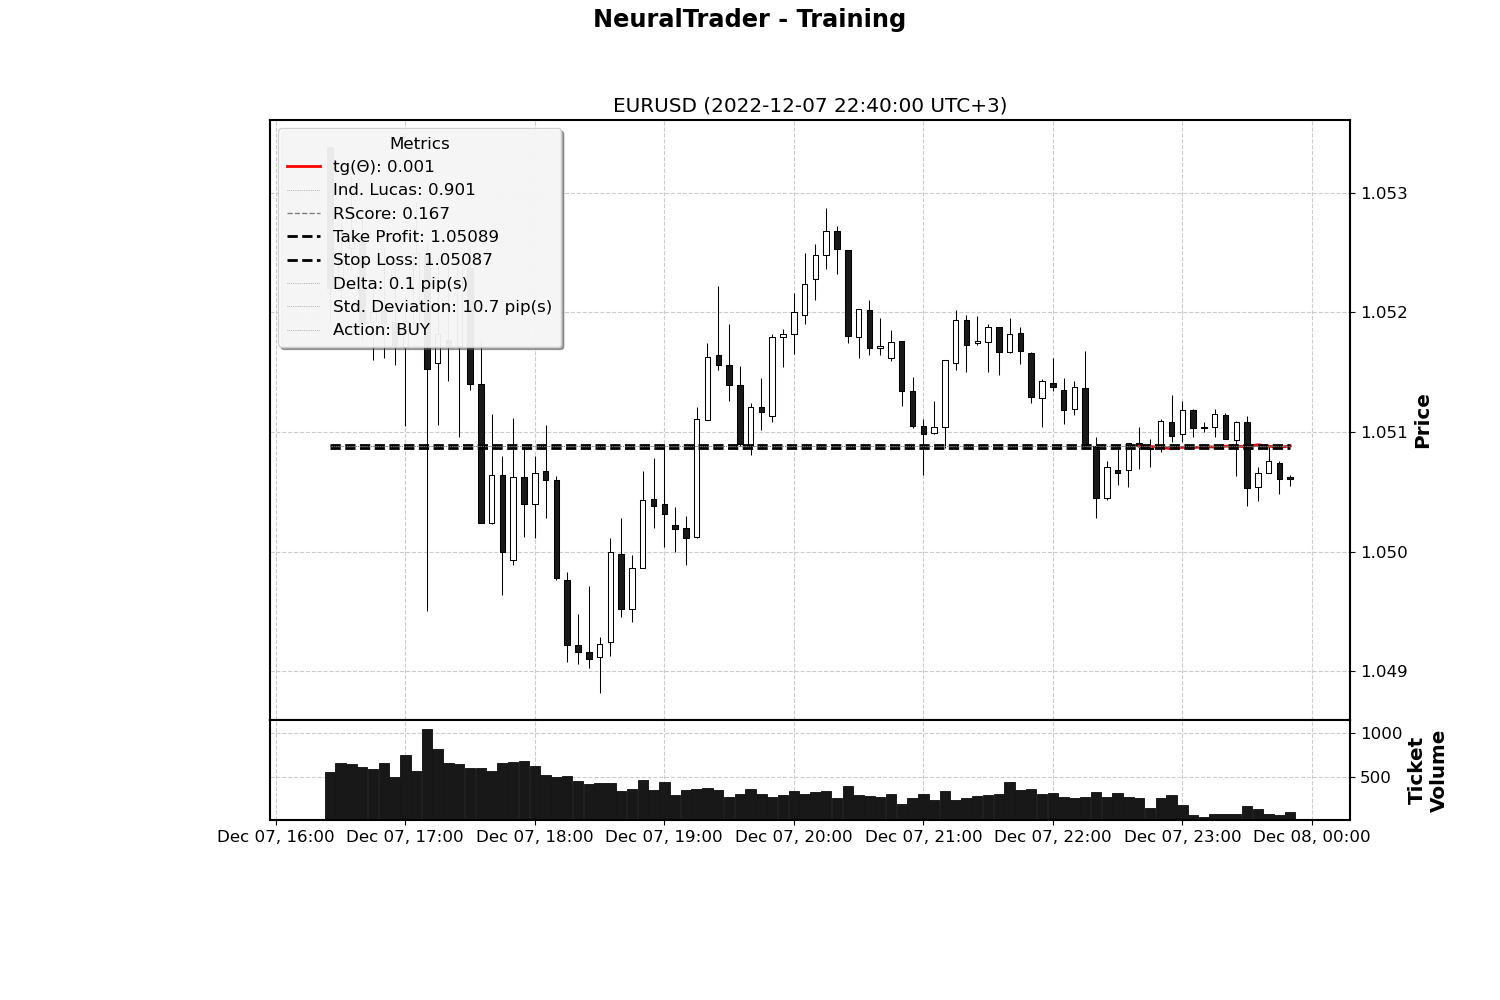 NeuralTrader - Training
EURUSD (2022-12-07 22:40:00 UTC+3)
Metrics
tg(Θ): 0.001
Ind. Lucas: 0.901
RScore: 0.167
Take Profit: 1.05089
Stop Loss: 1.05087
Delta: 0.1 pip(s)
Std. Deviation: 10.7 pip(s)
Action: BUY
1.053
1.052
1.051
1.050
1.049
Price
1000
500
Ticket
Volume
Dec 07, 16:00 Dec 07, 17:00 Dec 07, 18:00 Dec 07, 19:00 Dec 07, 20:00 Dec 07, 21:00 Dec 07, 22:00 Dec 07, 23:00 Dec 08, 00:00